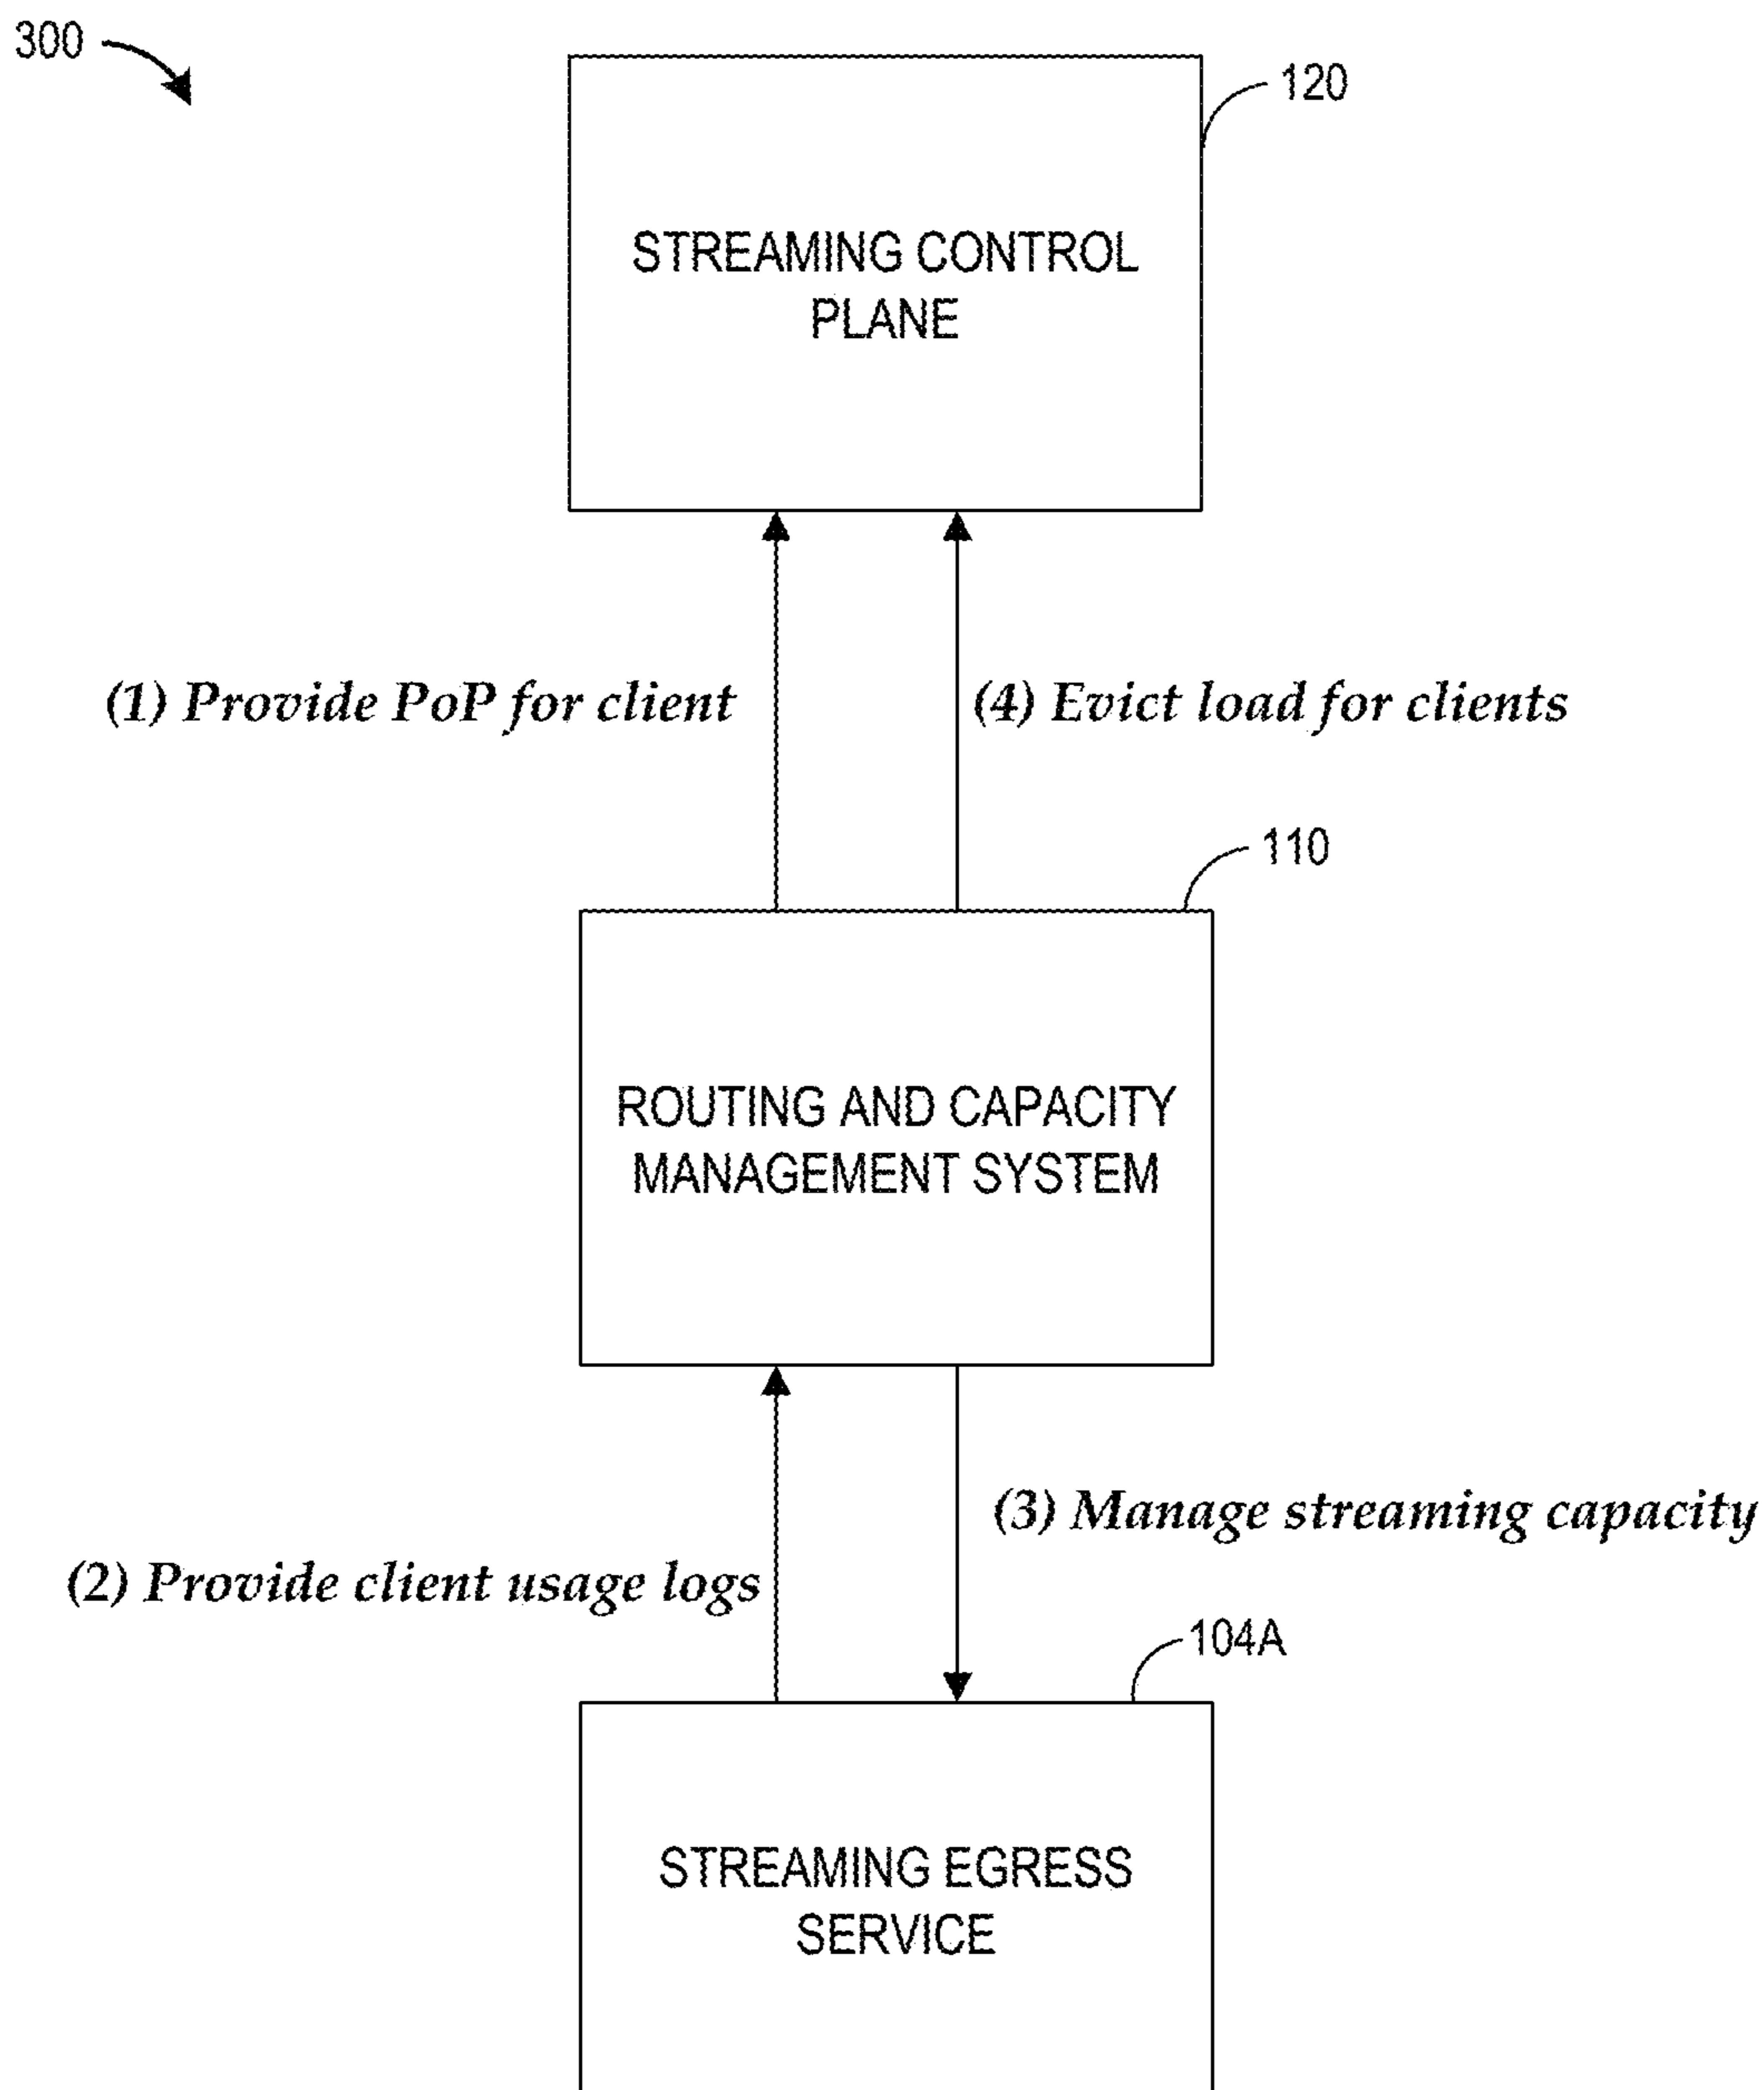 300
120
STREAMING CONTROL
PLANE
(1) Provide PoP for client
(4) Evict load for clients
110
ROUTING AND CAPACITY
MANAGEMENT SYSTEM
(3) Manage streaming capacity
(2) Provide client usage logs
104A
STREAMING EGRESS
SERVICE